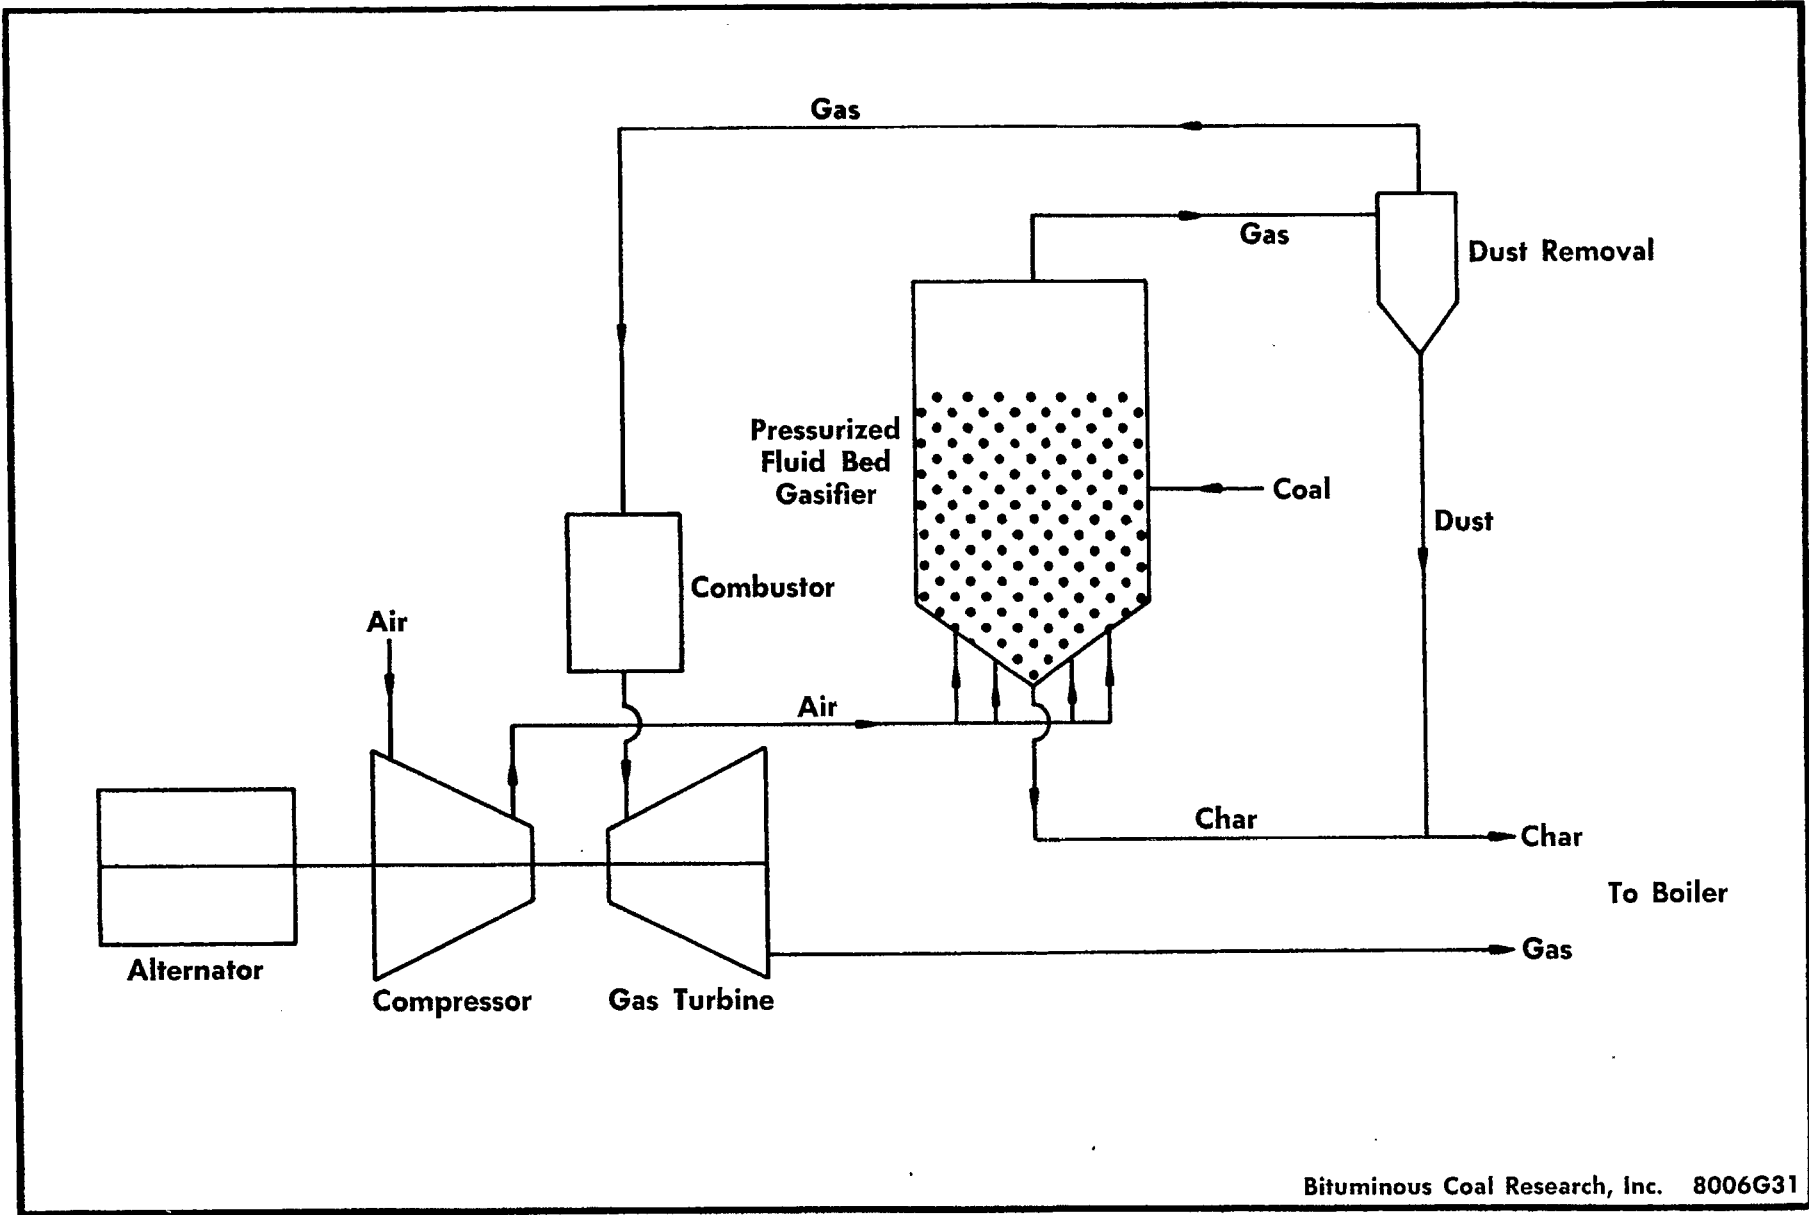 Gas
Gas
Dust Removal
Pressurized
Fluid Bed
Gasifier
Coal
Dust
Combustor
Air
Air
Char
Char
To Boiler
Gas
Alternator
Compressor
Gas Turbine
Bituminous Coal Research, Inc. 8006G31